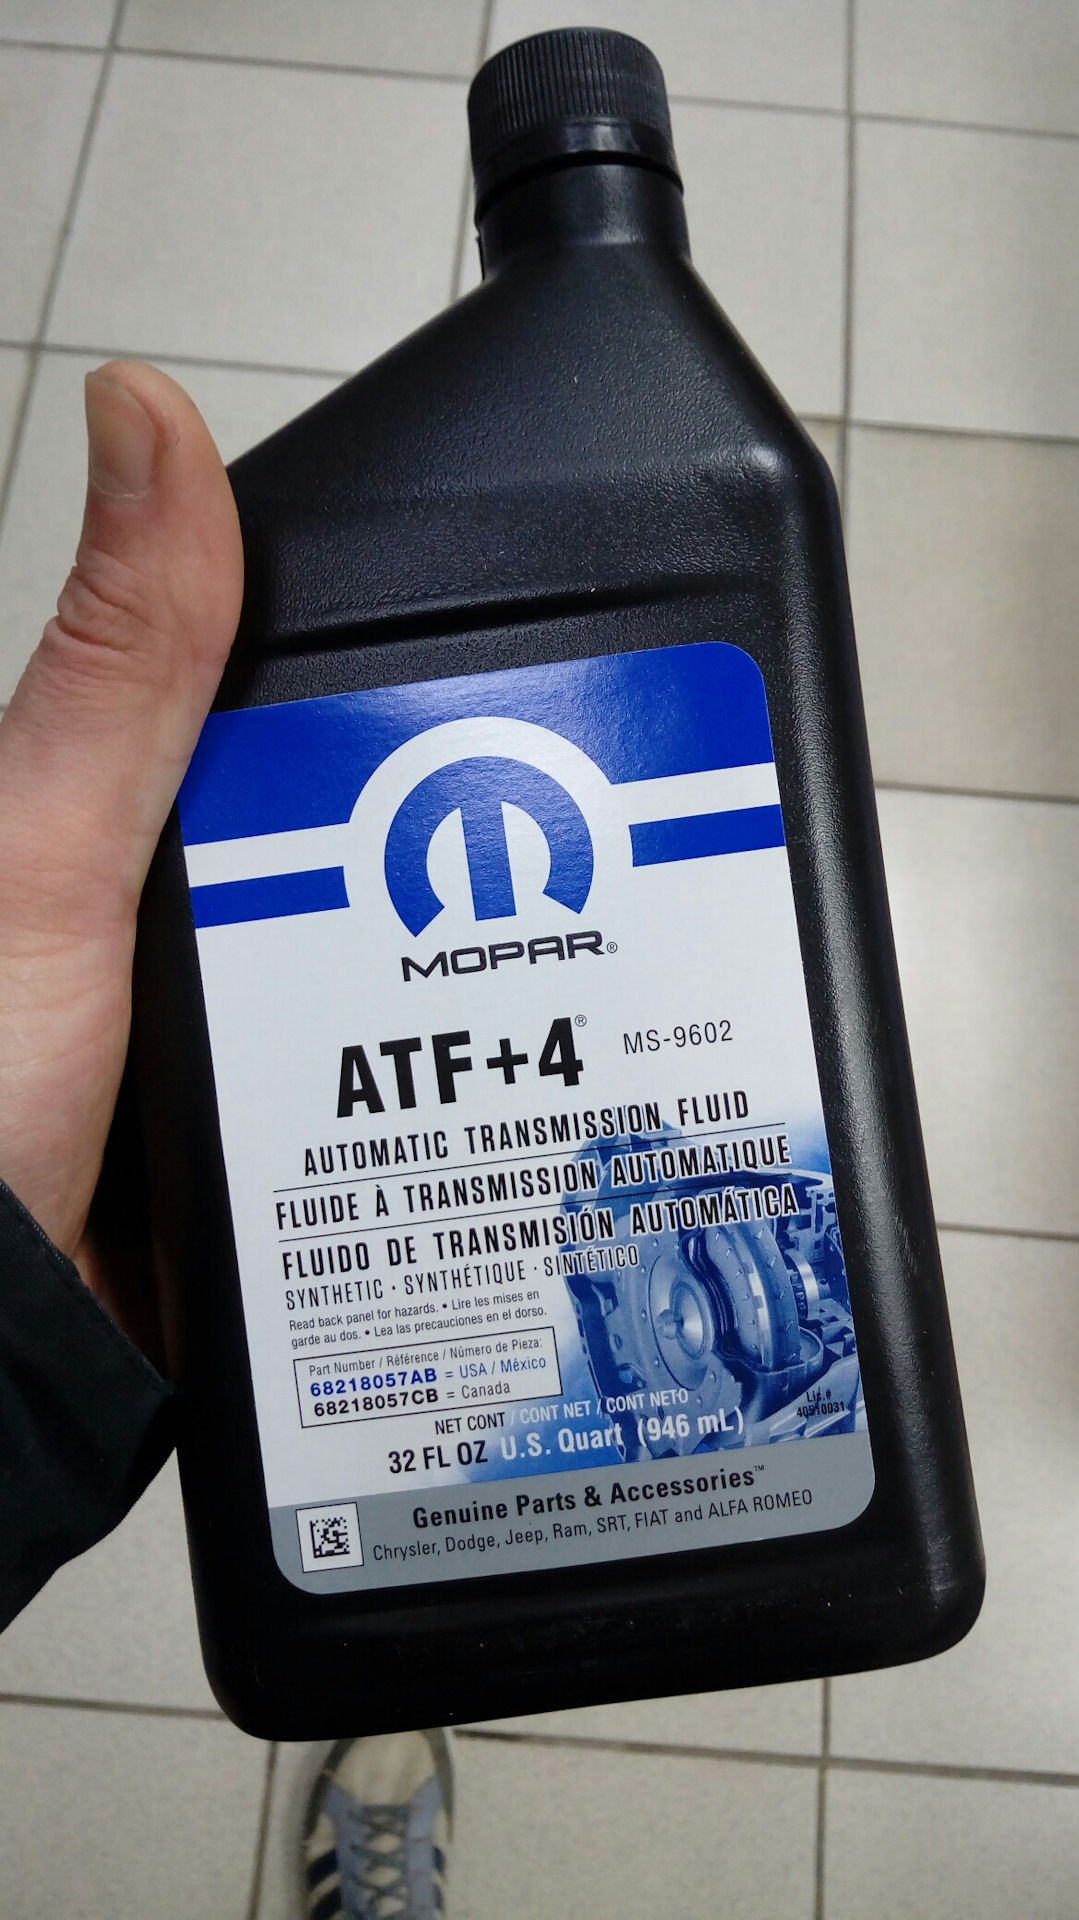 MOPAR®
ATF+4® MS-9602
AUTOMATIC TRANSMISSION FLUID
FLUIDE À TRANSMISSION AUTOMATIQUE
FLUIDO DE TRANSMISIÓN AUTOMÁTICA
SYNTHETIC · SYNTHÉTIQUE · SINTÉTICO
Read back panel for hazards. • Lire les mises en
garde au dos. • Lea las precauciones en el dorso.
Part Number / Référence / Número de Pieza:
68218057AB = USA / México
68218057CB = Canada
Lic.#
40510031
NET CONT / CONT NET / CONT NETO
32 FL OZ U.S. Quart (946 mL)
Genuine Parts & Accessories™
Chrysler, Dodge, Jeep, Ram, SRT, FIAT and ALFA ROMEO